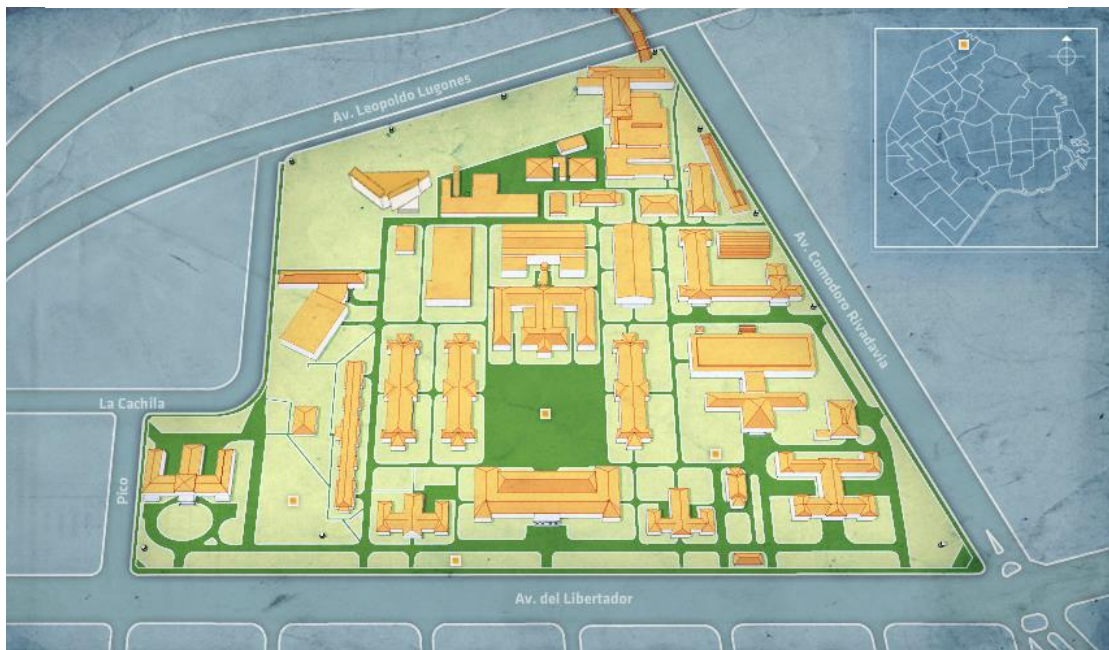 Av. Leopoldo Lugones
Av. Comodoro Rivadavia
La Cachila
Pico
Av. del Libertador